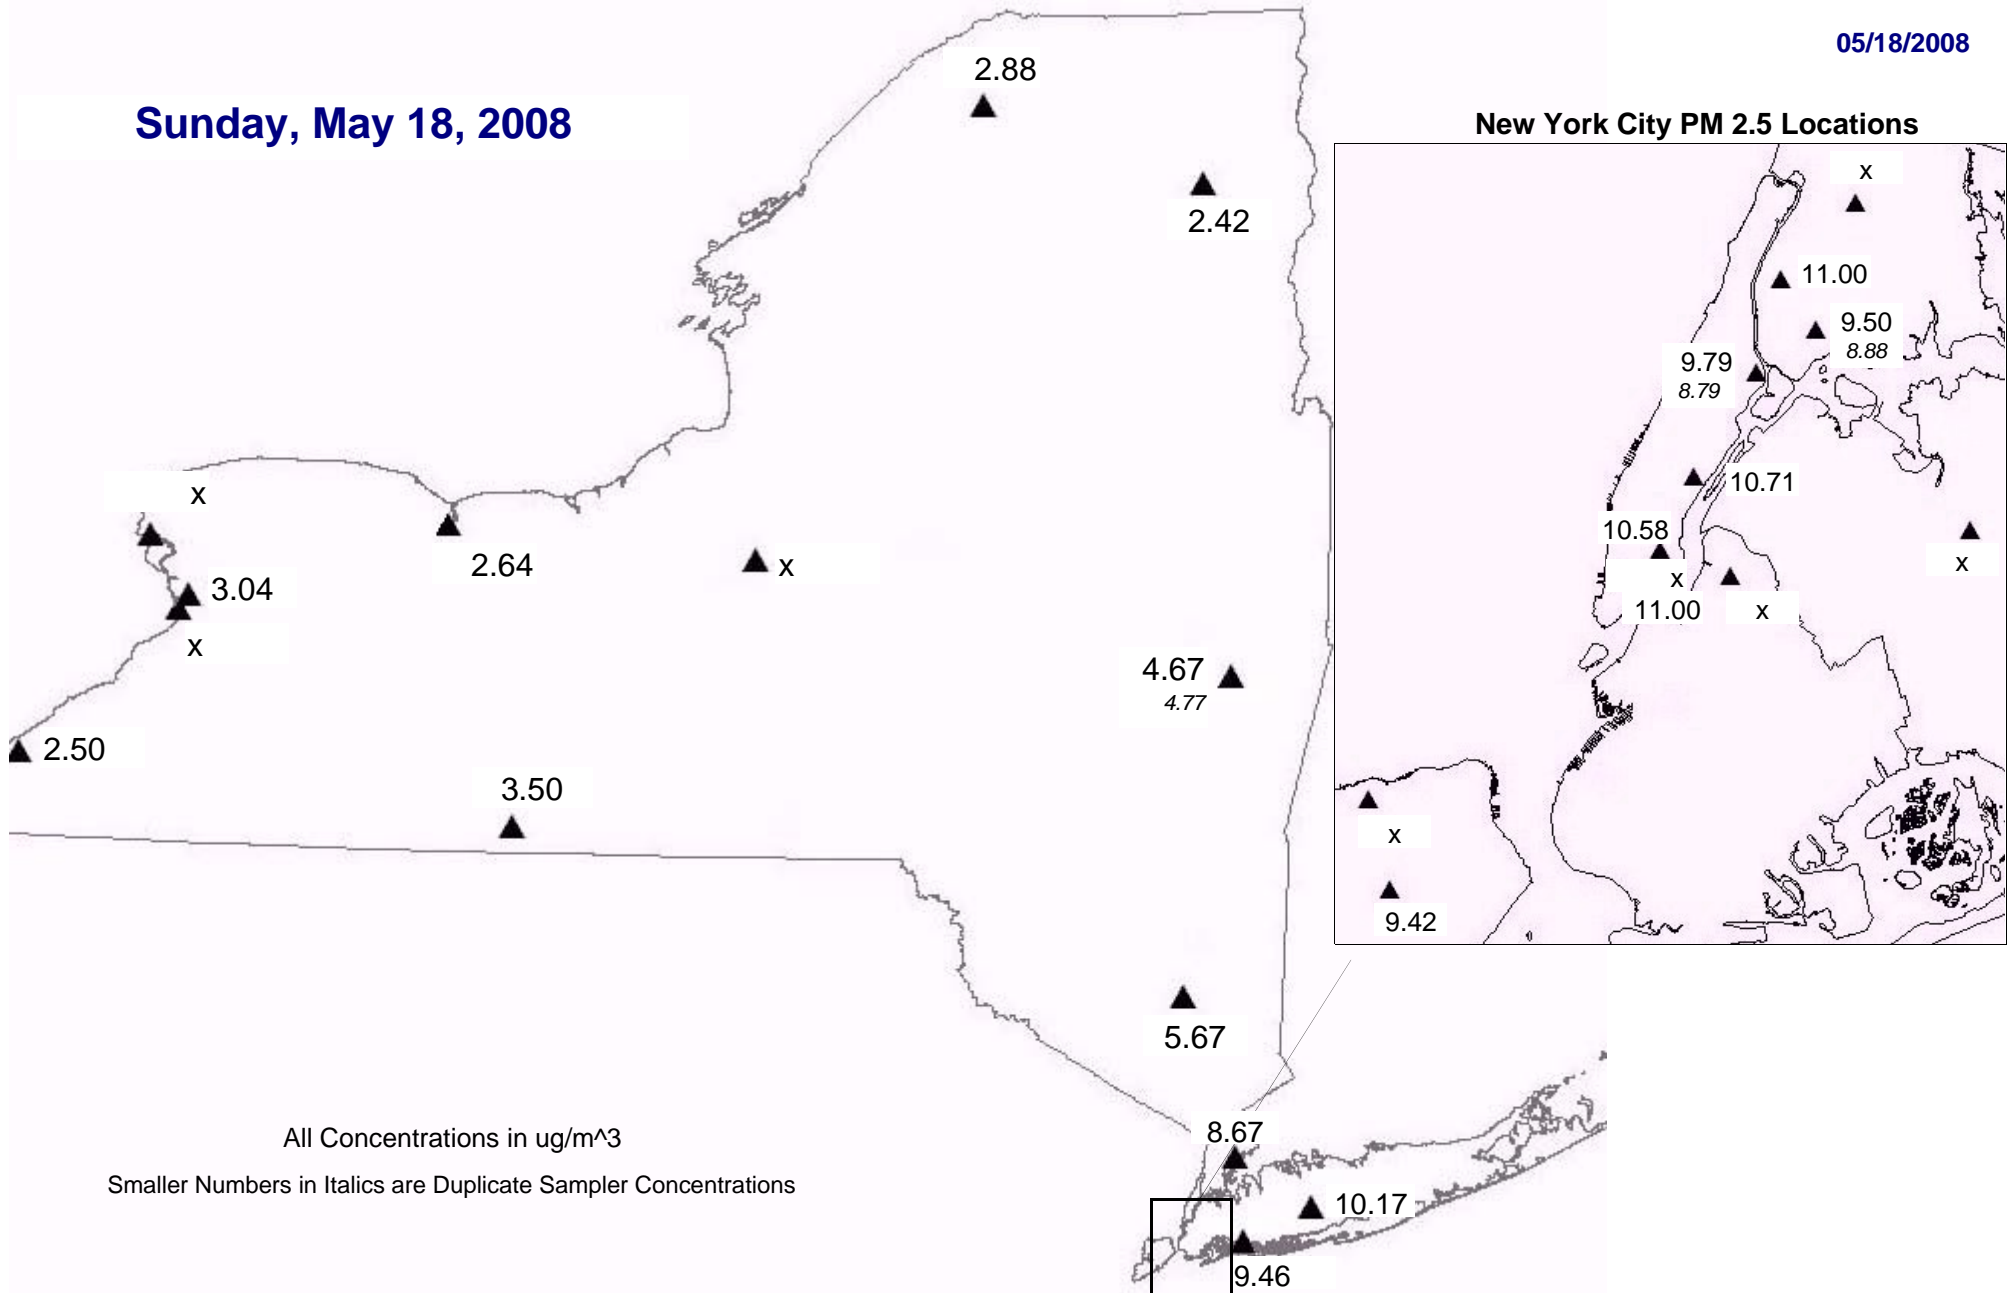 05/18/2008
Sunday, May 18, 2008
2.88
2.42
x
3.04
x
2.64
x
2.50
3.50
4.67
4.77
5.67
8.67
10.17
9.46
New York City PM 2.5 Locations
x
11.00
9.50
8.88
9.79
8.79
10.71
10.58
x
11.00
x
x
x
9.42
All Concentrations in ug/m^3
Smaller Numbers in Italics are Duplicate Sampler Concentrations